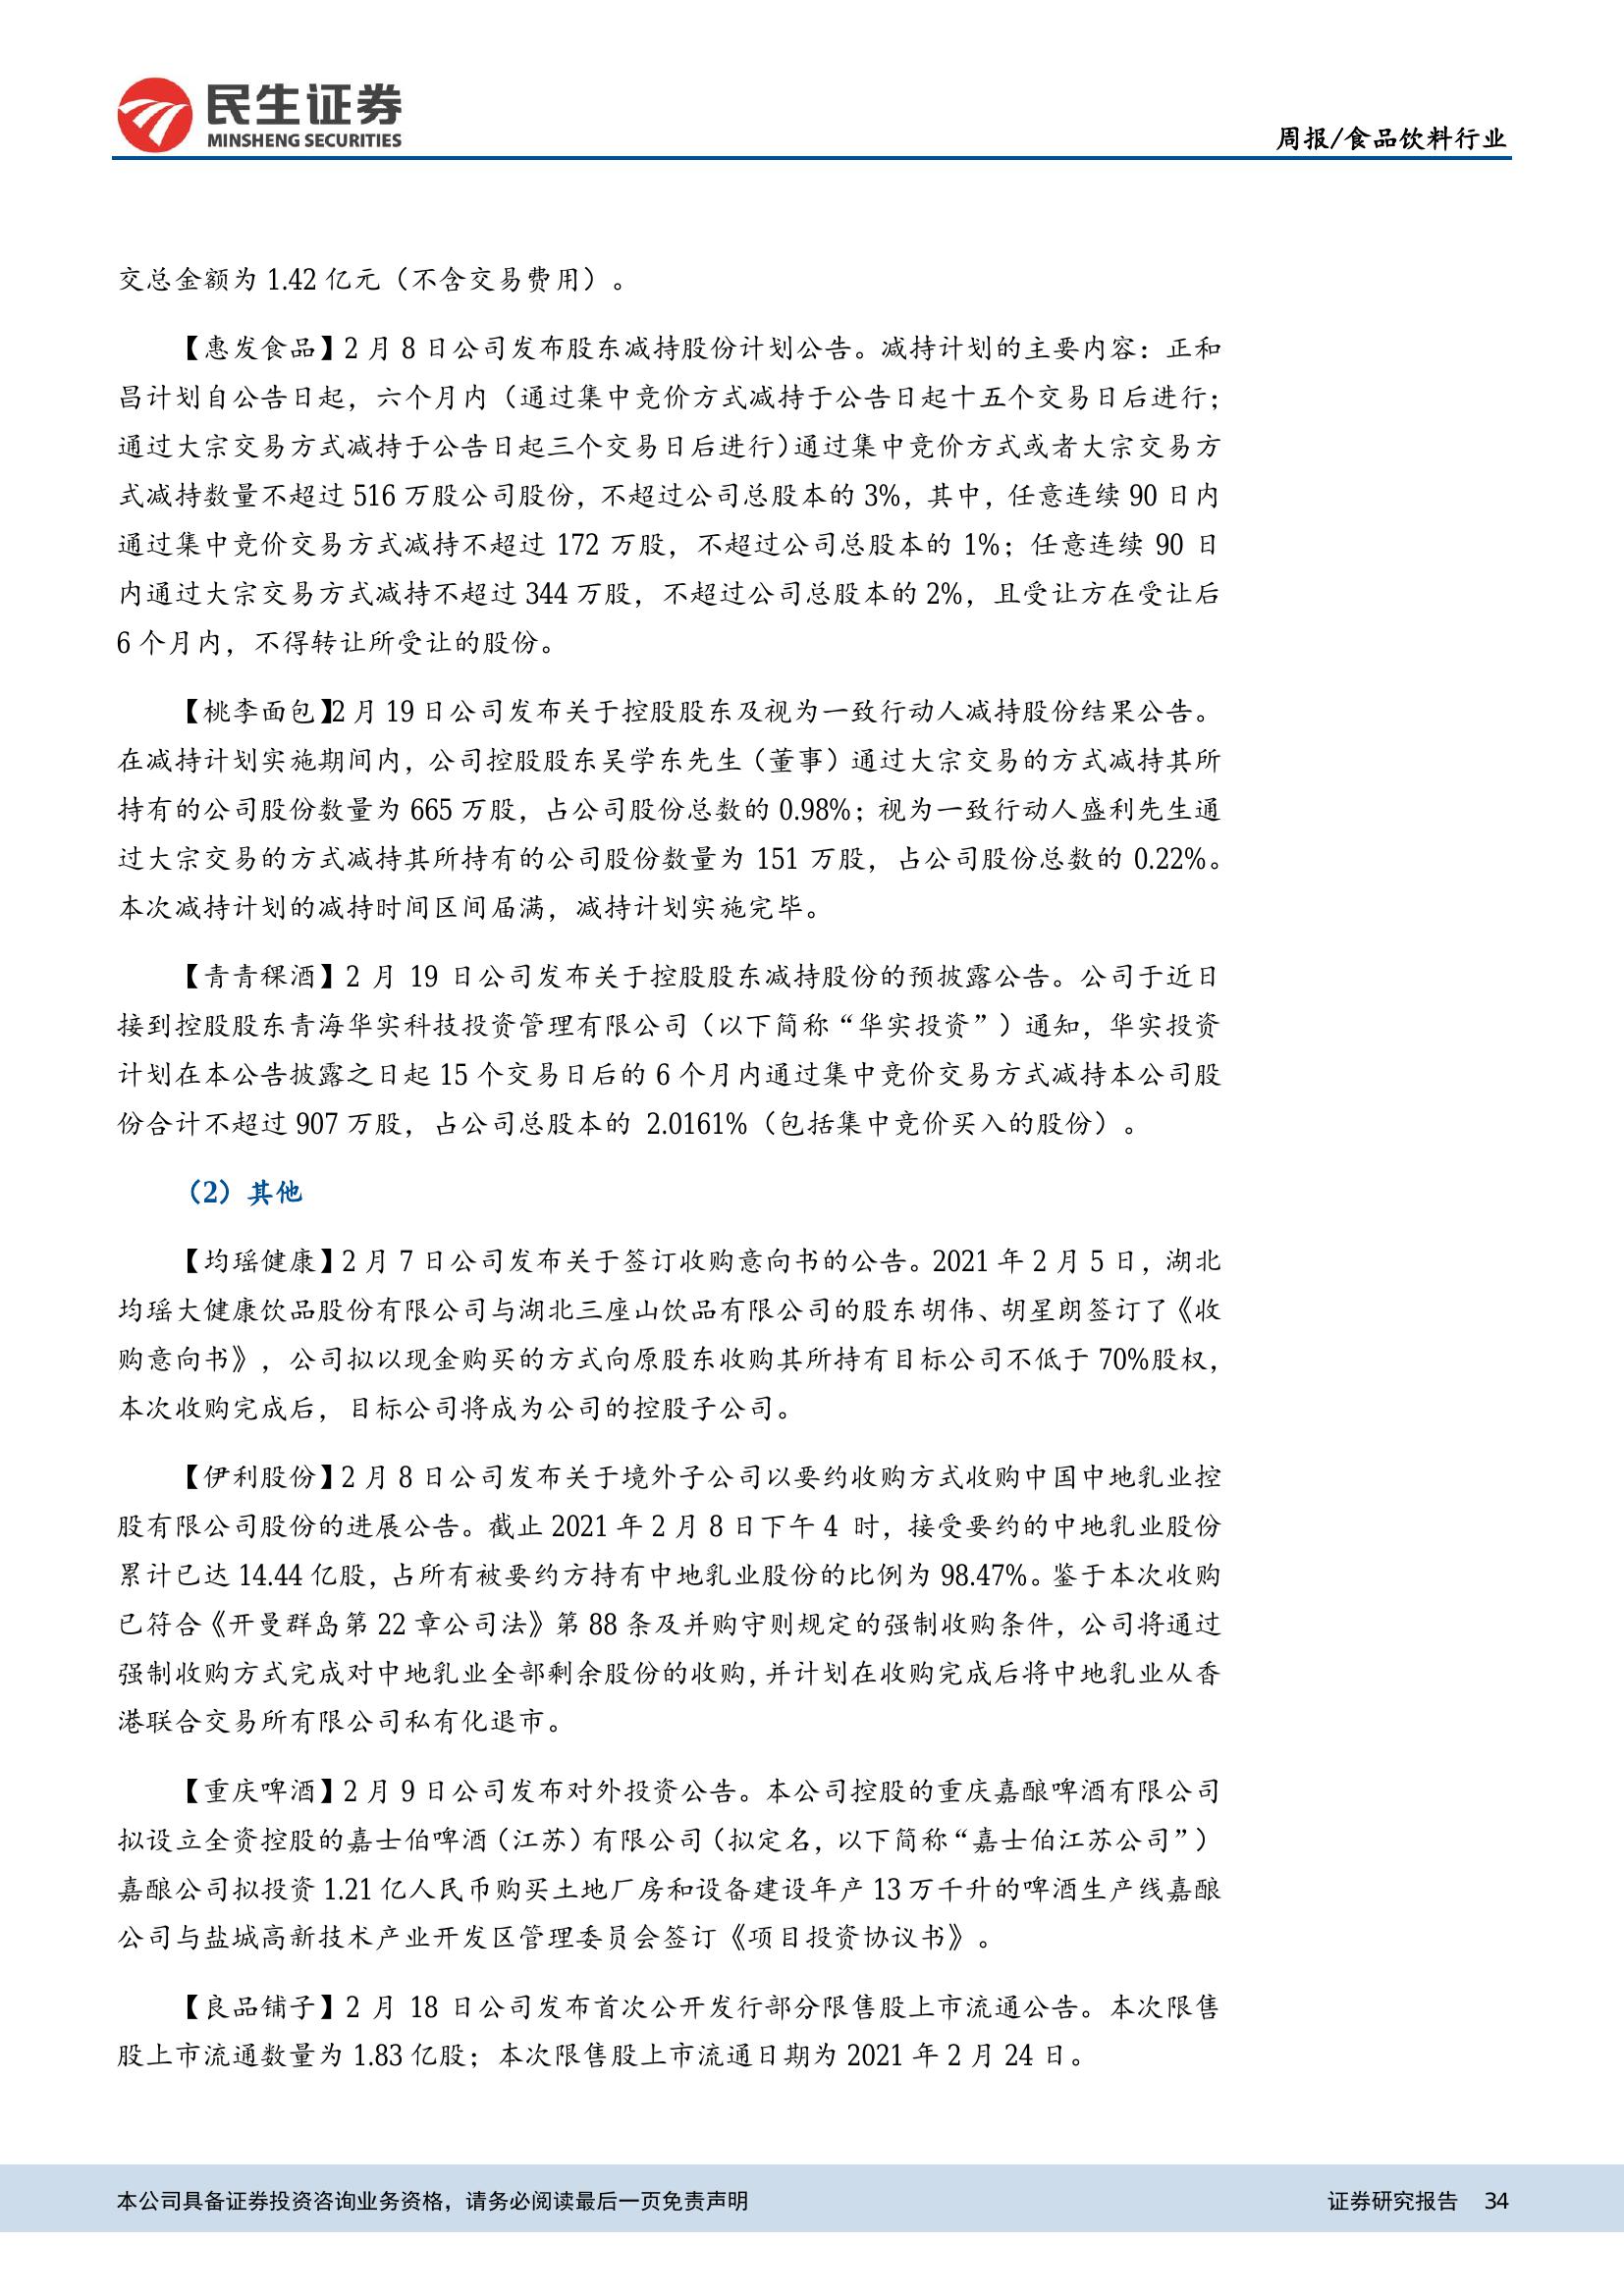 民生证券
MINSHENG SECURITIES
周报/食品饮料行业
交总金额为 1.42 亿元（不含交易费用）。
【惠发食品】2 月 8 日公司发布股东减持股份计划公告。减持计划的主要内容：正和
昌计划自公告日起，六个月内（通过集中竞价方式减持于公告日起十五个交易日后进行；
通过大宗交易方式减持于公告日起三个交易日后进行)通过集中竞价方式或者大宗交易方
式减持数量不超过 516 万股公司股份，不超过公司总股本的 3%，其中，任意连续 90 日内
通过集中竞价交易方式减持不超过 172 万股，不超过公司总股本的 1%；任意连续 90 日
内通过大宗交易方式减持不超过 344 万股，不超过公司总股本的 2%，且受让方在受让后
6 个月内，不得转让所受让的股份。
【桃李面包】2 月 19 日公司发布关于控股股东及视为一致行动人减持股份结果公告。
在减持计划实施期间内，公司控股股东吴学东先生（董事）通过大宗交易的方式减持其所
持有的公司股份数量为 665 万股，占公司股份总数的 0.98%；视为一致行动人盛利先生通
过大宗交易的方式减持其所持有的公司股份数量为 151 万股，占公司股份总数的 0.22%。
本次减持计划的减持时间区间届满，减持计划实施完毕。
【青青稞酒】2 月 19 日公司发布关于控股股东减持股份的预披露公告。公司于近日
接到控股股东青海华实科技投资管理有限公司（以下简称“华实投资”）通知，华实投资
计划在本公告披露之日起 15 个交易日后的 6 个月内通过集中竞价交易方式减持本公司股
份合计不超过 907 万股，占公司总股本的 2.0161%（包括集中竞价买入的股份）。
（2）其他
【均瑶健康】2 月 7 日公司发布关于签订收购意向书的公告。2021 年 2 月 5 日，湖北
均瑶大健康饮品股份有限公司与湖北三座山饮品有限公司的股东胡伟、胡星朗签订了《收
购意向书》，公司拟以现金购买的方式向原股东收购其所持有目标公司不低于 70%股权，
本次收购完成后，目标公司将成为公司的控股子公司。
【伊利股份】2 月 8 日公司发布关于境外子公司以要约收购方式收购中国中地乳业控
股有限公司股份的进展公告。截止 2021 年 2 月 8 日下午 4 时，接受要约的中地乳业股份
累计已达 14.44 亿股，占所有被要约方持有中地乳业股份的比例为 98.47%。鉴于本次收购
已符合《开曼群岛第 22 章公司法》第 88 条及并购守则规定的强制收购条件，公司将通过
强制收购方式完成对中地乳业全部剩余股份的收购，并计划在收购完成后将中地乳业从香
港联合交易所有限公司私有化退市。
【重庆啤酒】2 月 9 日公司发布对外投资公告。本公司控股的重庆嘉酿啤酒有限公司
拟设立全资控股的嘉士伯啤酒（江苏）有限公司（拟定名，以下简称“嘉士伯江苏公司”）
嘉酿公司拟投资 1.21 亿人民币购买土地厂房和设备建设年产 13 万千升的啤酒生产线嘉酿
公司与盐城高新技术产业开发区管理委员会签订《项目投资协议书》。
【良品铺子】2 月 18 日公司发布首次公开发行部分限售股上市流通公告。本次限售
股上市流通数量为 1.83 亿股；本次限售股上市流通日期为 2021 年 2 月 24 日。
本公司具备证券投资咨询业务资格，请务必阅读最后一页免责声明
证券研究报告 34